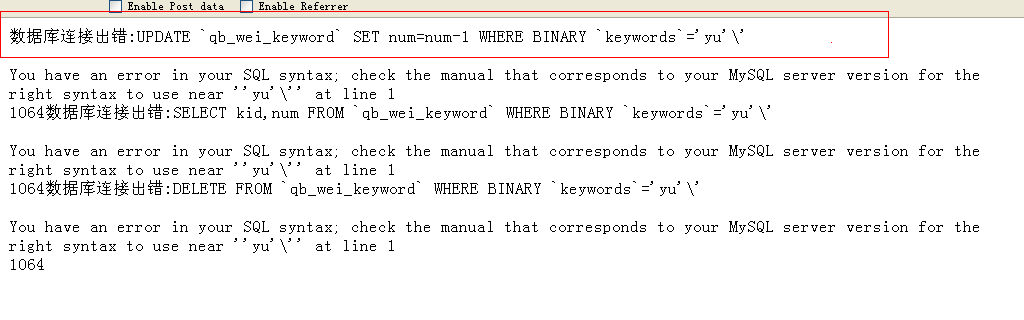 Enable Post data Enable Referrer
数据库连接出错:UPDATE `qb_wei_keyword` SET num=num-1 WHERE BINARY `keywords`='yu'\'
You have an error in your SQL syntax; check the manual that corresponds to your MySQL server version for the
right syntax to use near ''yu'\'' at line 1
1064数据库连接出错:SELECT kid,num FROM `qb_wei_keyword` WHERE BINARY `keywords`='yu'\'
You have an error in your SQL syntax; check the manual that corresponds to your MySQL server version for the
right syntax to use near ''yu'\'' at line 1
1064数据库连接出错:DELETE FROM `qb_wei_keyword` WHERE BINARY `keywords`='yu'\'
You have an error in your SQL syntax; check the manual that corresponds to your MySQL server version for the
right syntax to use near ''yu'\'' at line 1
1064